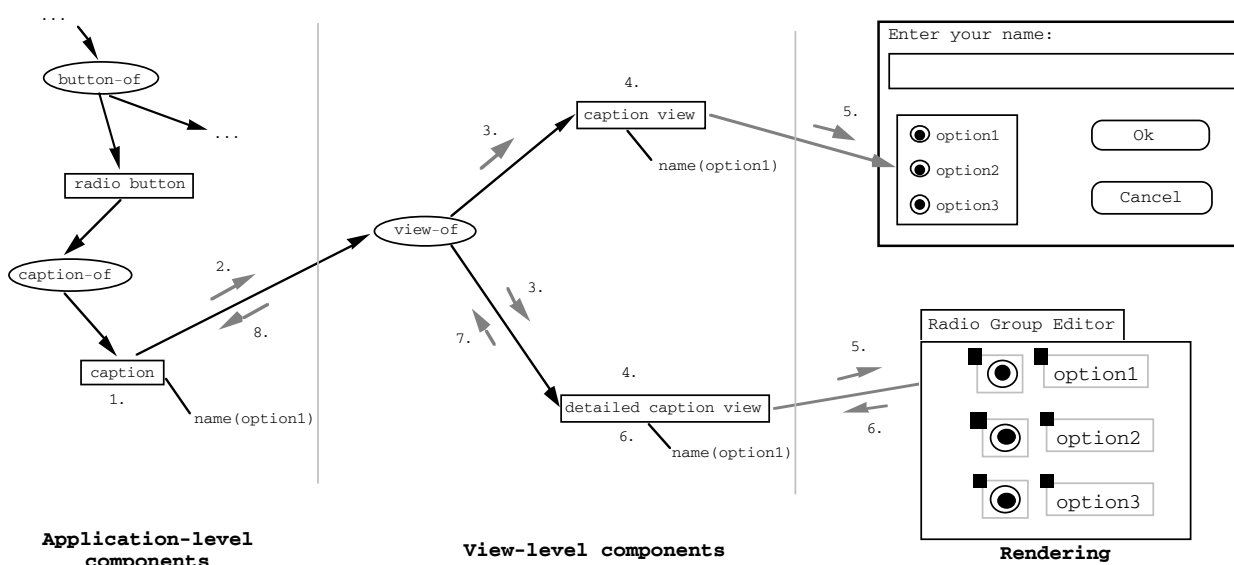 ...
button-of
...
radio button
caption-of
caption
1.
name(option1)
2.
8.
view-of
3.
4.
caption view
name(option1)
3.
7.
4.
detailed caption view
6.
name(option1)
5.
Enter your name:
option1
option2
option3
Ok
Cancel
5.
6.
Radio Group Editor
option1
option2
option3
Application-level
components
View-level components
Rendering